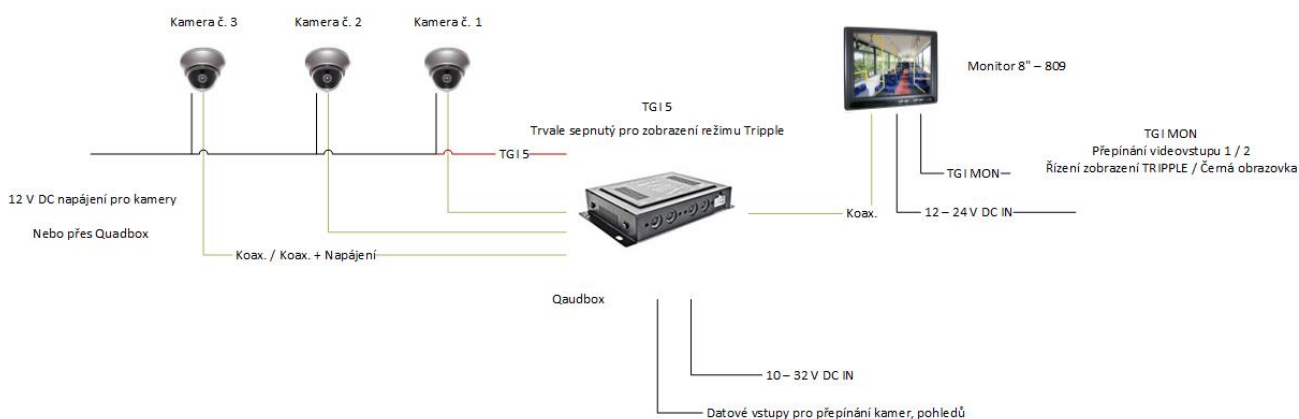 Kamera č. 3
Kamera č. 2
Kamera č. 1
Monitor 8" – 809
TGI 5
Trvale sepnutý pro zobrazení režimu Tripple
TGI MON
Přepínání videovstupu 1 / 2
Řízení zobrazení TRIPPLE / Černá obrazovka
TGI 5
TGI MON
12 V DC napájení pro kamery
Nebo přes Quadbox
Koax.
12 – 24 V DC IN
Koax. / Koax. + Napájení
Qaudbox
10 – 32 V DC IN
Datové vstupy pro přepínání kamer, pohledů